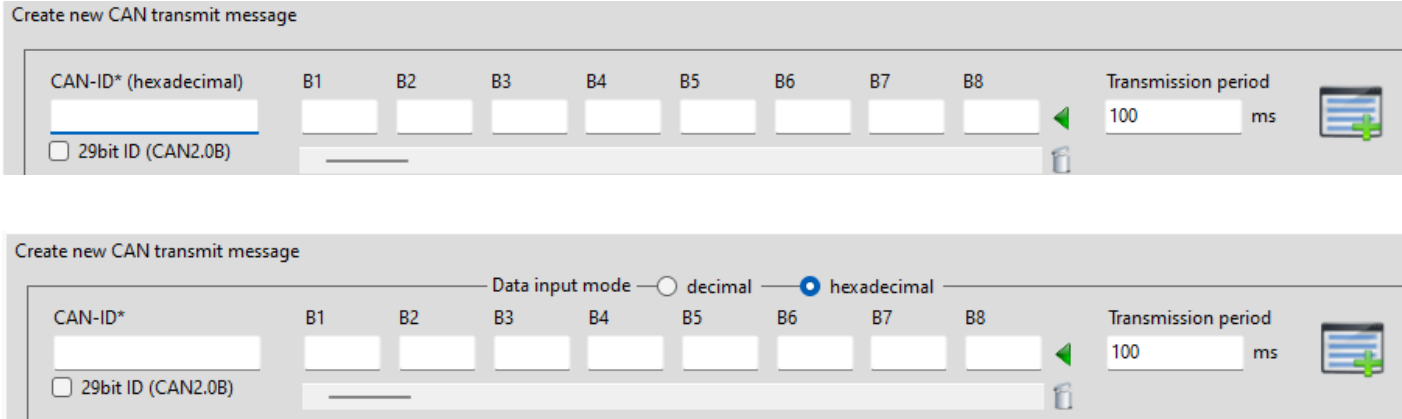 Create new CAN transmit message
CAN-ID* (hexadecimal) B1 B2 B3 B4 B5 B6 B7 B8 Transmission period
100 ms
29bit ID (CAN2.0B)
Create new CAN transmit message
Data input mode decimal hexadecimal
CAN-ID* B1 B2 B3 B4 B5 B6 B7 B8 Transmission period
100 ms
29bit ID (CAN2.0B)